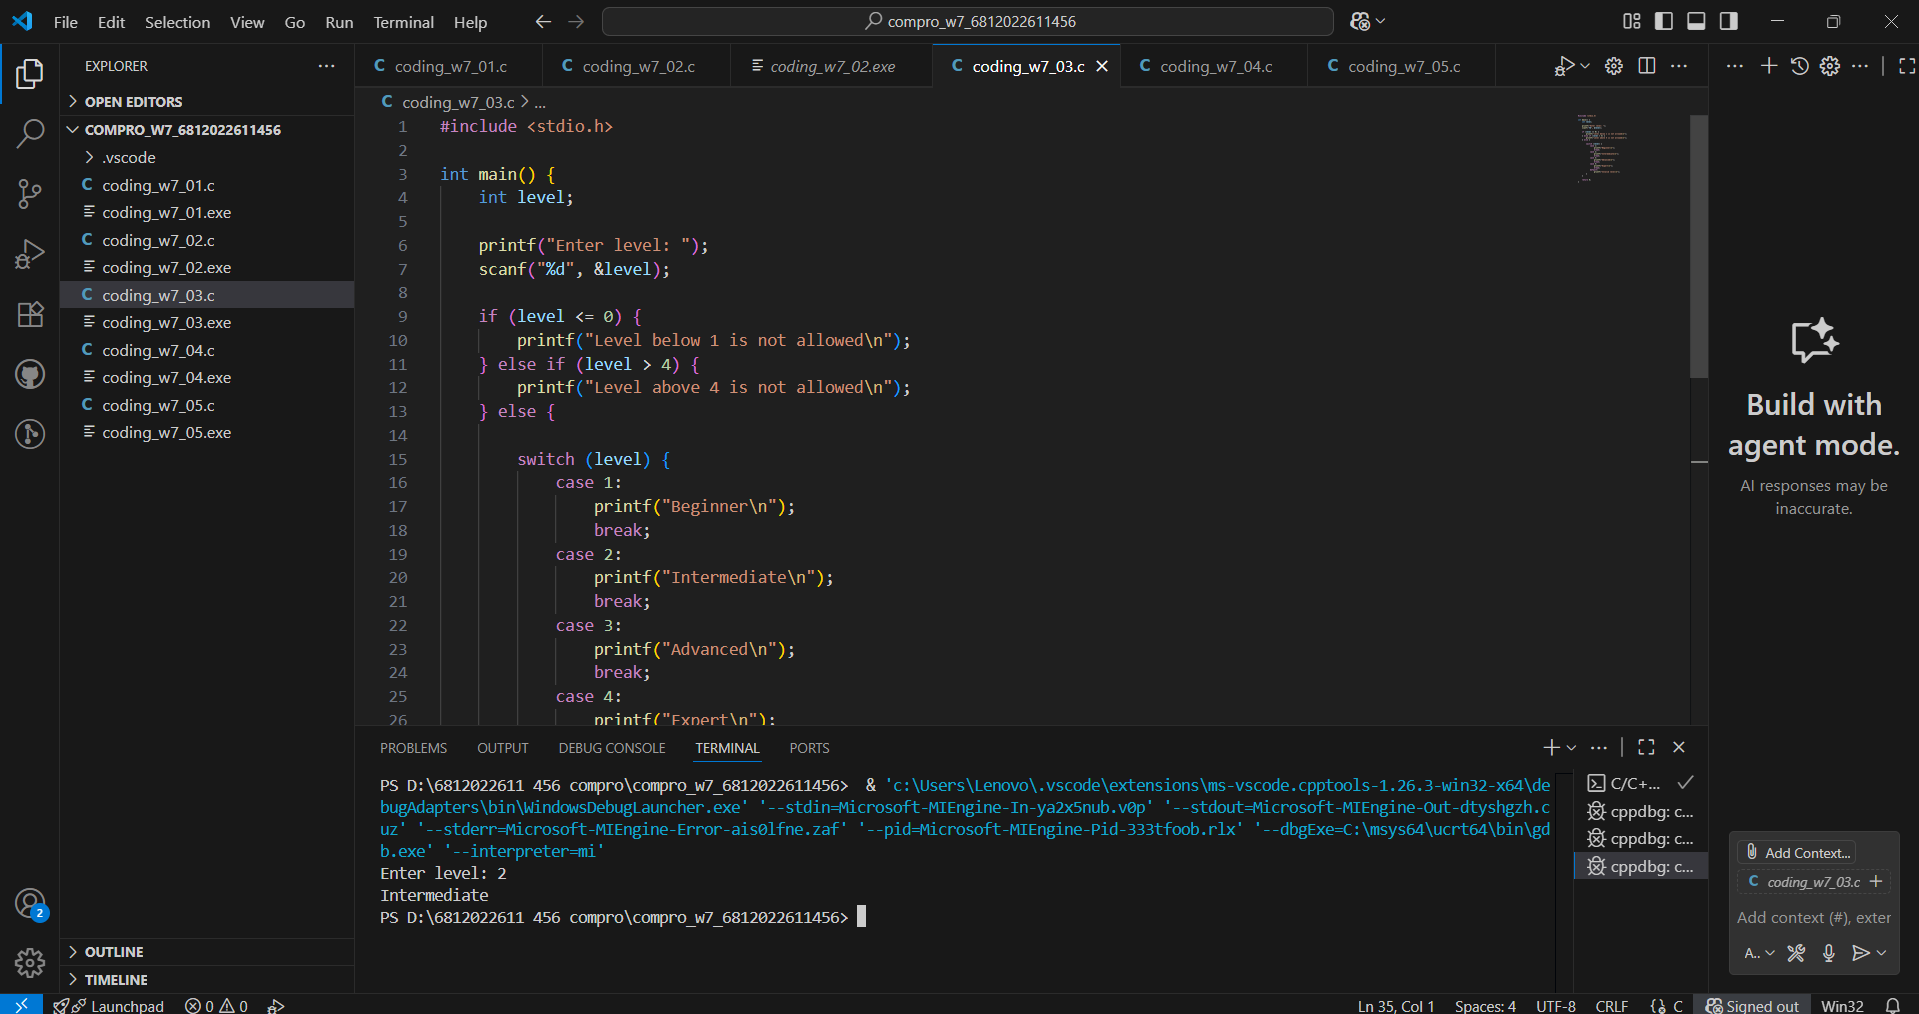 File Edit Selection View Go Run Terminal Help
compro_w7_6812022611456
EXPLORER
OPEN EDITORS
COMPRO_W7_6812022611456
.vscode
C coding_w7_01.c
coding_w7_01.exe
C coding_w7_02.c
coding_w7_02.exe
C coding_w7_03.c
coding_w7_03.exe
C coding_w7_04.c
coding_w7_04.exe
C coding_w7_05.c
coding_w7_05.exe
OUTLINE
TIMELINE
C coding_w7_01.c C coding_w7_02.c coding_w7_02.exe C coding_w7_03.c C coding_w7_04.c C coding_w7_05.c
C coding_w7_03.c > ...
1 #include <stdio.h>
2
3 int main() {
4 int level;
5
6 printf("Enter level: ");
7 scanf("%d", &level);
8
9 if (level <= 0) {
10 printf("Level below 1 is not allowed\n");
11 } else if (level > 4) {
12 printf("Level above 4 is not allowed\n");
13 } else {
14
15 switch (level) {
16 case 1:
17 printf("Beginner\n");
18 break;
19 case 2:
20 printf("Intermediate\n");
21 break;
22 case 3:
23 printf("Advanced\n");
24 break;
25 case 4:
26 printf("Expert\n");
PROBLEMS OUTPUT DEBUG CONSOLE TERMINAL PORTS
PS D:\6812022611 456 compro\compro_w7_6812022611456> & 'c:\Users\Lenovo\.vscode\extensions\ms-vscode.cpptools-1.26.3-win32-x64\de
bugAdapters\bin\WindowsDebugLauncher.exe' '--stdin=Microsoft-MIEngine-In-ya2x5nub.v0p' '--stdout=Microsoft-MIEngine-Out-dtyshgzh.c
uz' '--stderr=Microsoft-MIEngine-Error-ais0lfne.zaf' '--pid=Microsoft-MIEngine-Pid-333tfoob.rlx' '--dbgExe=C:\msys64\ucrt64\bin\gd
b.exe' '--interpreter=mi'
Enter level: 2
Intermediate
PS D:\6812022611 456 compro\compro_w7_6812022611456>
C/C+...
cppdbg: c...
cppdbg: c...
cppdbg: c...
Build with
agent mode.
AI responses may be
inaccurate.
Add Context...
C coding_w7_03.c +
Add context (#), exter
A..
2
Launchpad 0 0
Ln 35, Col 1 Spaces: 4 UTF-8 CRLF {} C Signed out Win32